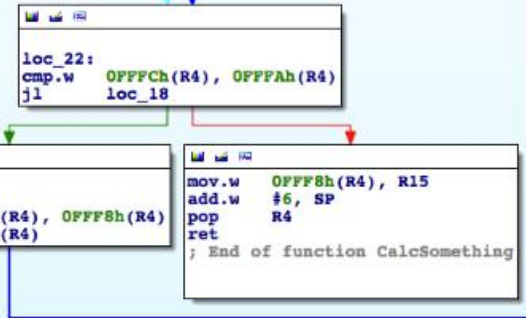 loc_22:
cmp.w 0FFFCh(R4), 0FFFAh(R4)
jl loc_18
(R4), 0FFF8h(R4)
(R4)
mov.w 0FFF8h(R4), R15
add.w #6, SP
pop R4
ret
; End of function CalcSomething